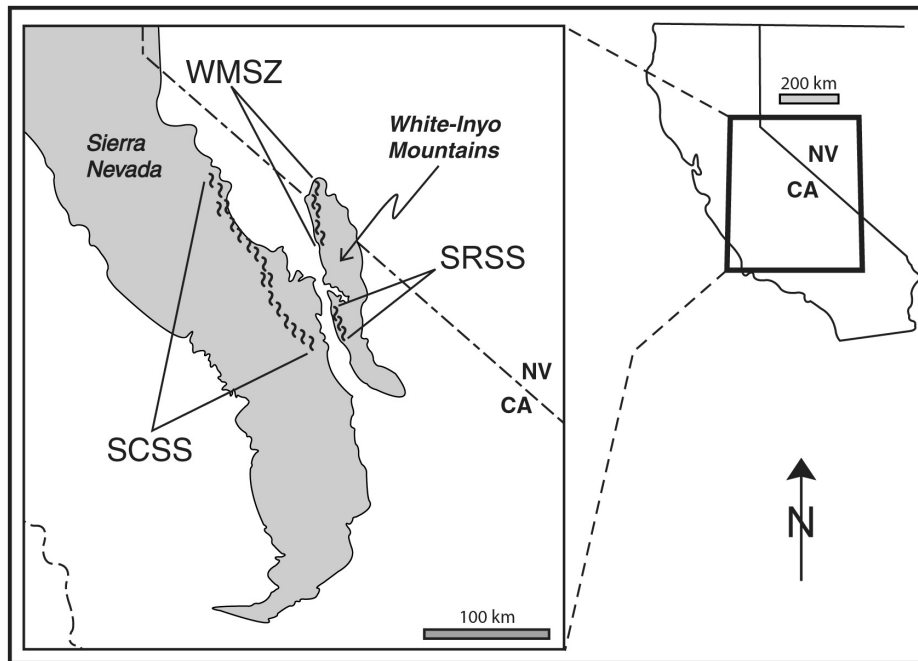 WMSZ
Sierra
Nevada
White-Inyo
Mountains
SRSS
NV
CA
SCSS
100 km
200 km
NV
CA
N